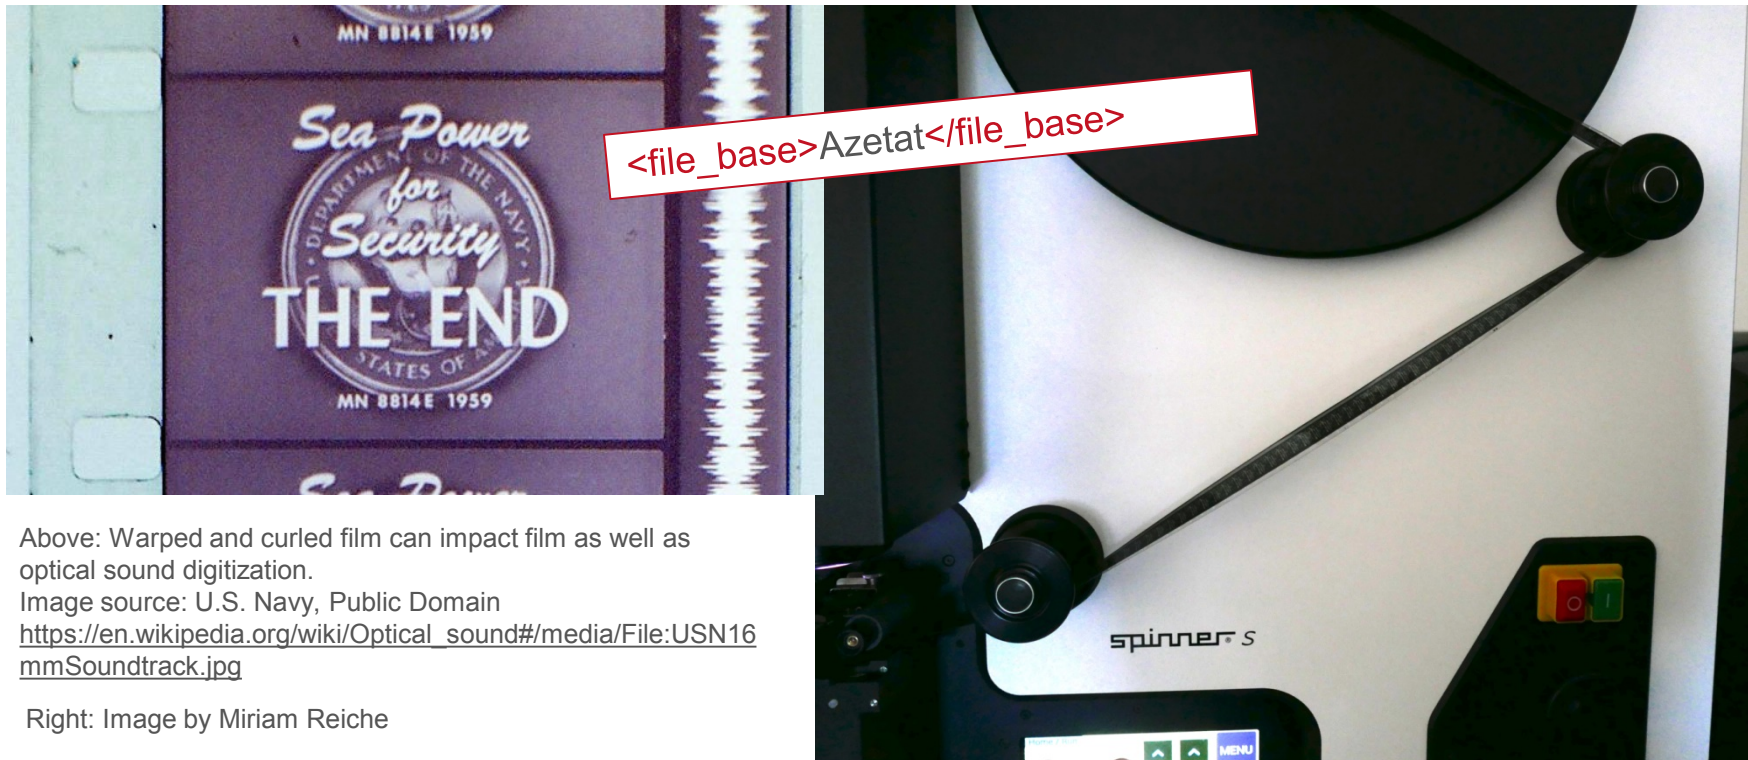 MN 8814E 1959
Sea Power
for
Security
THE END
DEPARTMENT OF THE NAVY
STATES OF
MN 8814E 1959
Sea Power
<file_base>Azetat</file_base>
spinner® S
MENU
Above: Warped and curled film can impact film as well as
optical sound digitization.
Image source: U.S. Navy, Public Domain
https://en.wikipedia.org/wiki/Optical_sound#/media/File:USN16
mmSoundtrack.jpg
Right: Image by Miriam Reiche